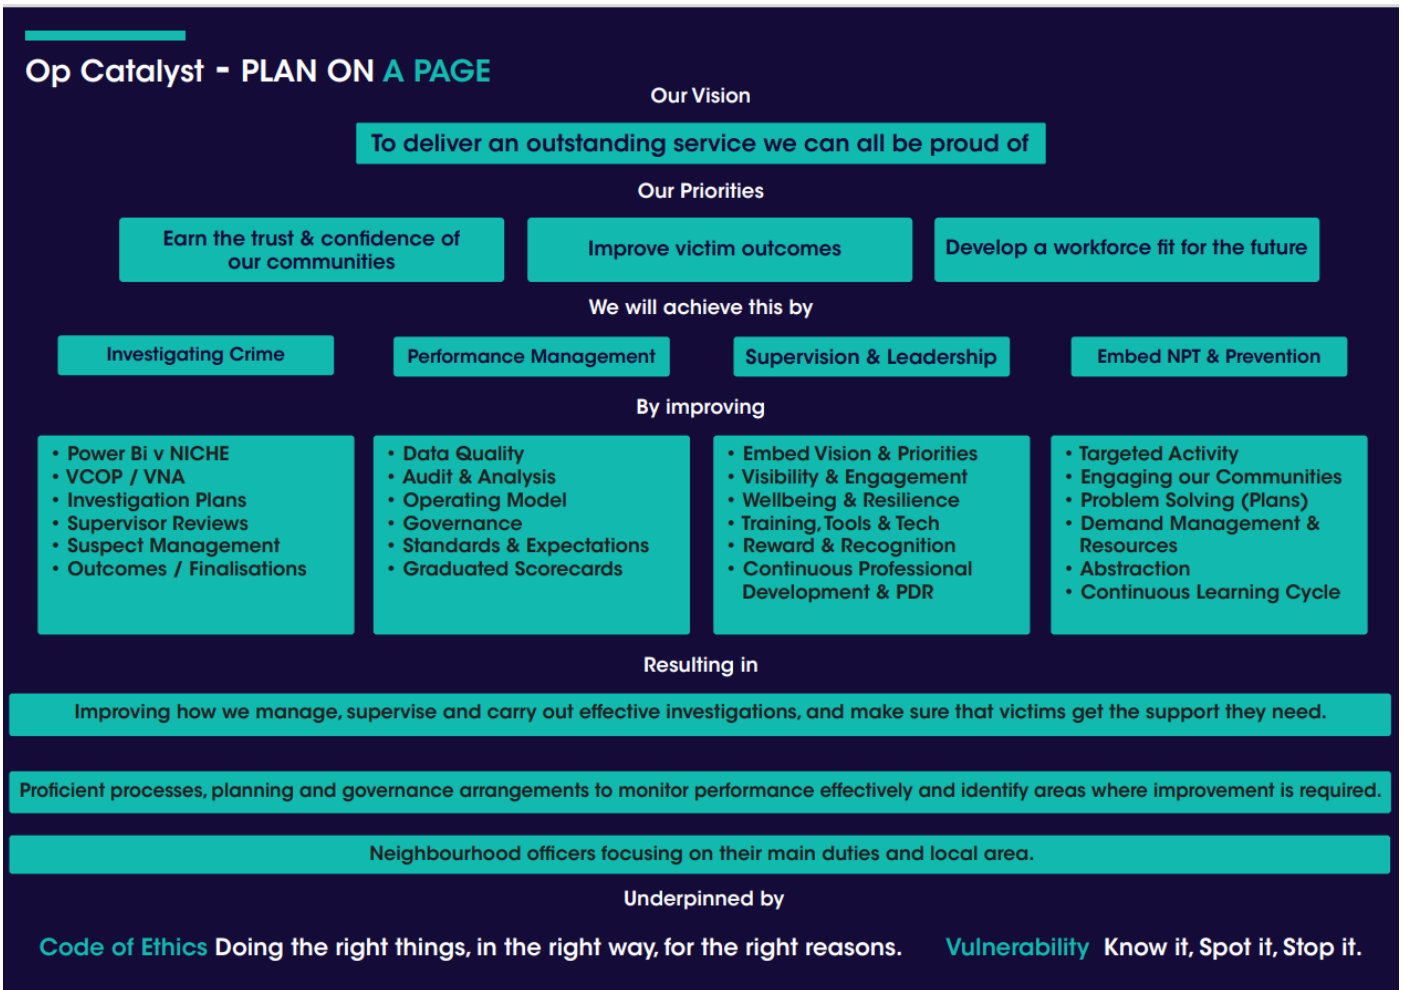 Op Catalyst - PLAN ON A PAGE
Our Vision
To deliver an outstanding service we can all be proud of
Our Priorities
Earn the trust & confidence of
our communities
Improve victim outcomes
Develop a workforce fit for the future
We will achieve this by
Investigating Crime
Performance Management
Supervision & Leadership
Embed NPT & Prevention
By improving
• Power Bi v NICHE
• VCOP / VNA
• Investigation Plans
• Supervisor Reviews
• Suspect Management
• Outcomes / Finalisations
• Data Quality
• Audit & Analysis
• Operating Model
• Governance
• Standards & Expectations
• Graduated Scorecards
• Embed Vision & Priorities
• Visibility & Engagement
• Wellbeing & Resilience
• Training, Tools & Tech
• Reward & Recognition
• Continuous Professional
Development & PDR
• Targeted Activity
• Engaging our Communities
• Problem Solving (Plans)
• Demand Management &
Resources
• Abstraction
• Continuous Learning Cycle
Resulting in
Improving how we manage, supervise and carry out effective investigations, and make sure that victims get the support they need.
Proficient processes, planning and governance arrangements to monitor performance effectively and identify areas where improvement is required.
Neighbourhood officers focusing on their main duties and local area.
Underpinned by
Code of Ethics Doing the right things, in the right way, for the right reasons.
Vulnerability Know it, Spot it, Stop it.